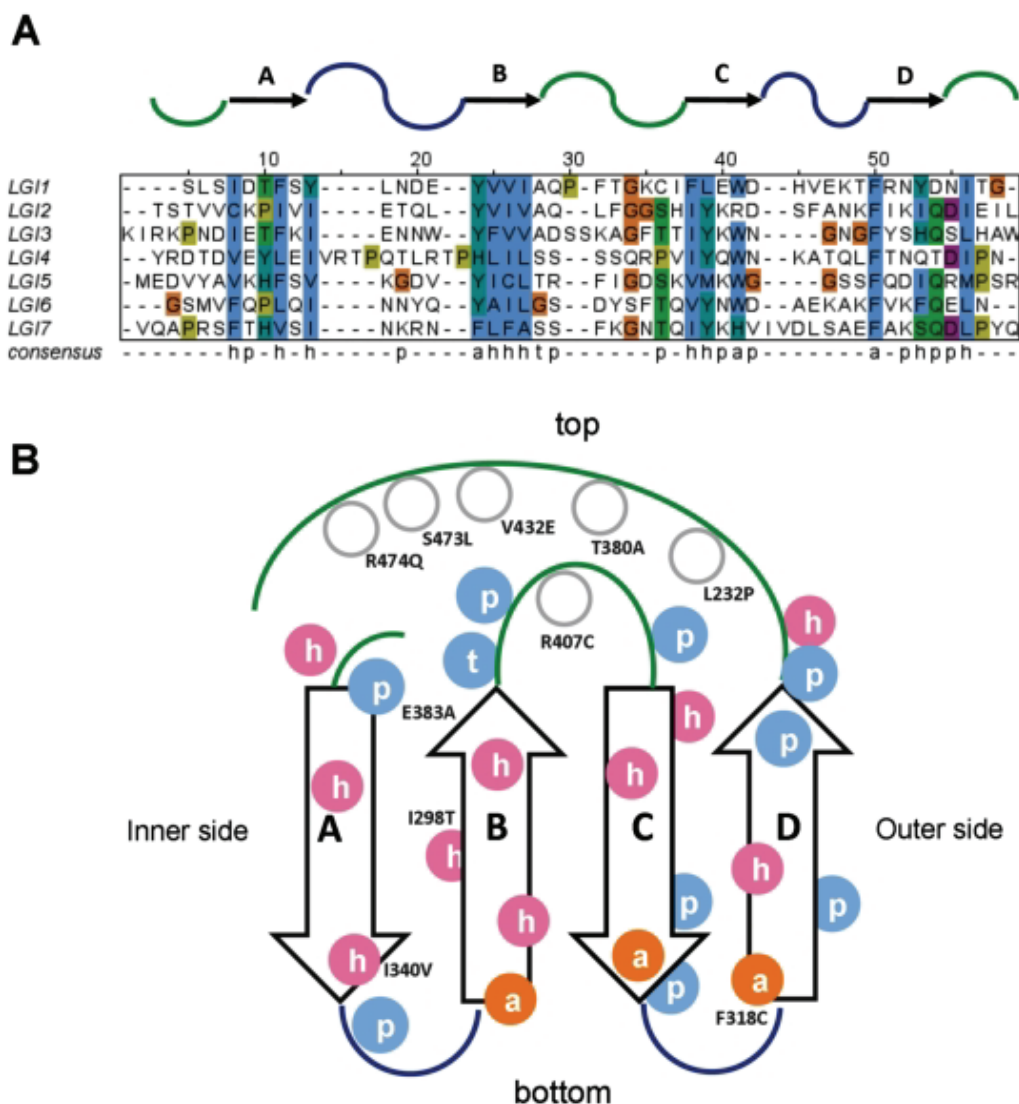 A
A B C D
10 20 30 40 50
LGI1 ----SLSIDTFSY----LNDE--YVVIAQP-FTGKCIFLEWD--HVEKTFRNYDNITG-
LGI2 --TSTVVCKPIVI----ETQL--YVIVAQ--LFGGSHIYKRD--SFANKFIKIQDIEIL
LGI3 KIRKPNDIETFKI----ENNW--YFVVADSSKAGFTTIYKWN----GNGFYSHQSLHAW
LGI4 --YRDTDVEYLEIVRTPQTLRTPHLILSS--SSQRPVIYQWN--KATQLFTNQTDIPN-
LGI5 -MEDVYAVKHFSV----KGDV--YICLTR--FIGDSKVMKWG----GSSFQDIQRMPSR
LGI6 ---GSMVFQPLQI----NNYQ--YAILGS--DYSFTQVYNWD--AEKAKFVKFQELN--
LGI7 -VQAPRSFTHVSI----NKRN--FLFASS--FKGNTQIYKHVIVDLSAEFAKSQDLPYQ
consensus -------hp-h-h-----p----ahhhtp------p-hhpap-------a-phpph---
B
top
R474Q S473L V432E T380A L232P
p R407C p h
h t p
p E383A h p
h h h
Inner side A I298T B C D Outer side
h h
h p p
h I340V a a
p a p F318C
bottom